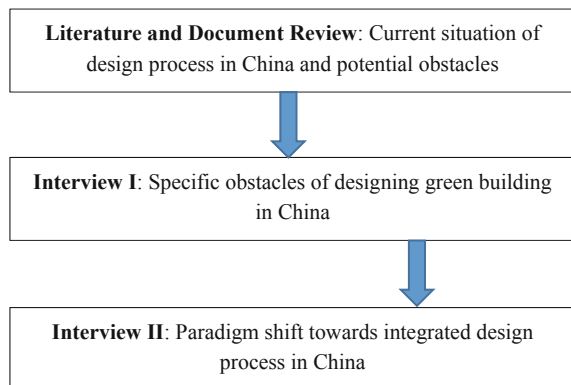 Literature and Document Review: Current situation of
design process in China and potential obstacles
Interview I: Specific obstacles of designing green building
in China
Interview II: Paradigm shift towards integrated design
process in China